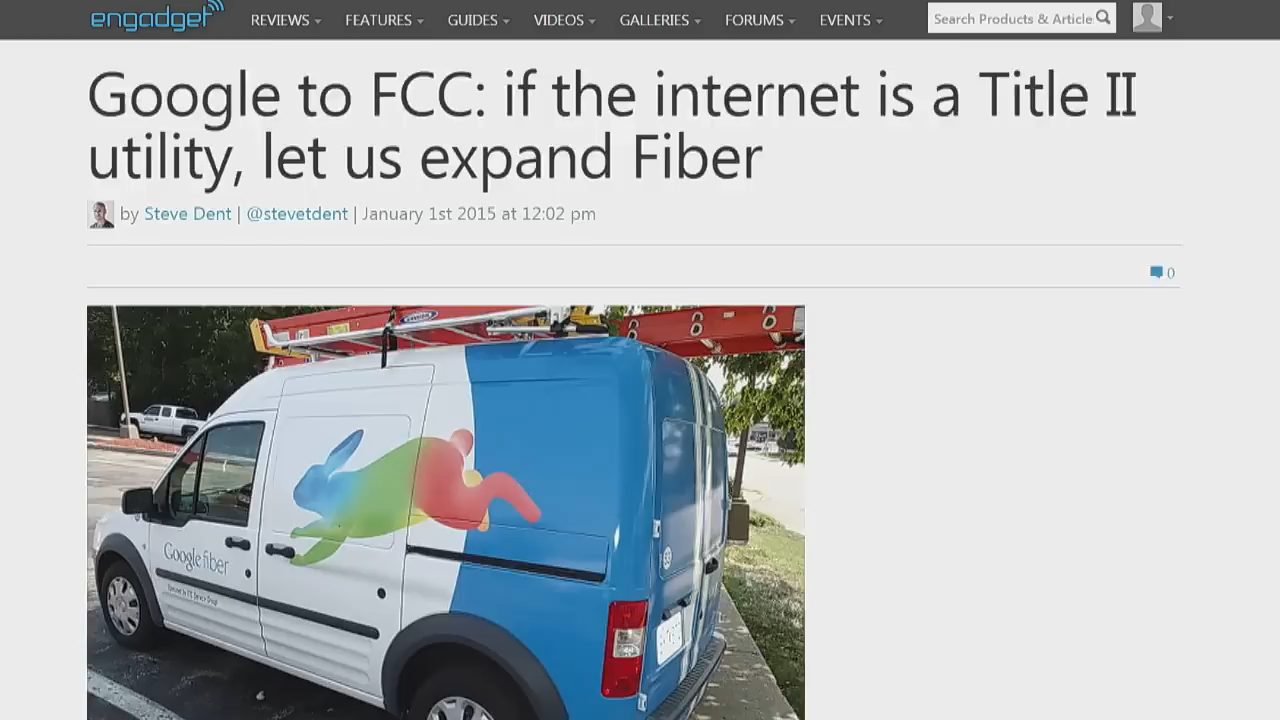 engadget
REVIEWS FEATURES GUIDES VIDEOS GALLERIES FORUMS EVENTS Search Products & Article
Google to FCC: if the internet is a Title II
utility, let us expand Fiber
by Steve Dent | @stevetdent | January 1st 2015 at 12:02 pm
0
Google fiber